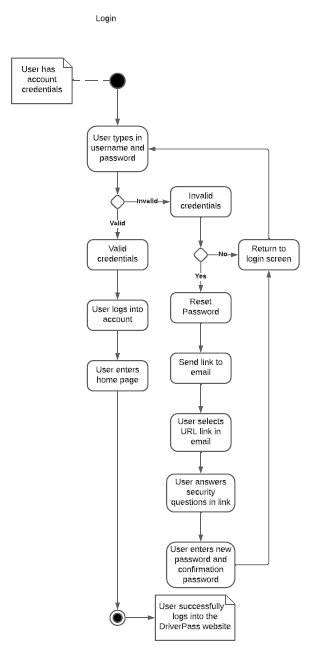 Login
User has
account
credentials
User types in
username and
password
Invalid
Invalid
credentials
Valid
Valid
credentials
No
Return to
login screen
Yes
User logs into
account
Reset
Password
User enters
home page
Send link to
email
User selects
URL link in
email
User answers
security
questions in link
User enters new
password and
confirmation
password
User successfully
logs into the
DriverPass website